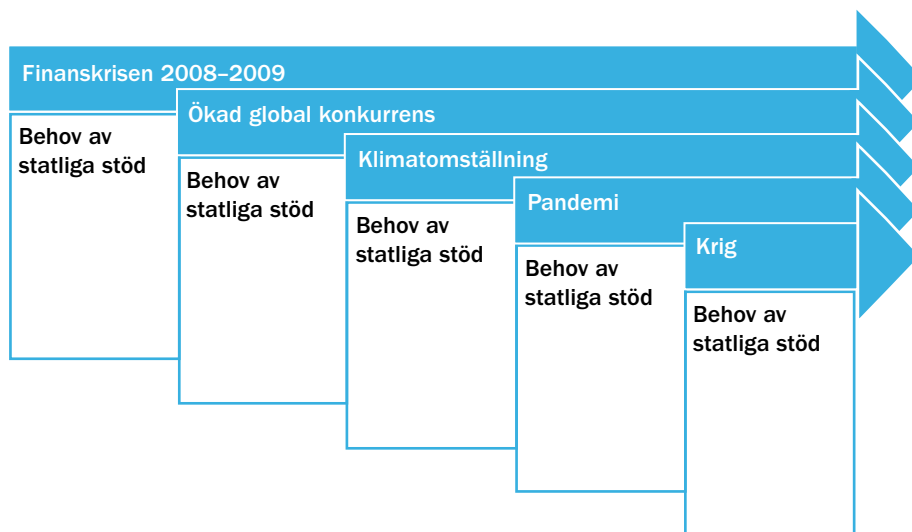 Finanskrisen 2008–2009
Behov av
statliga stöd
Ökad global konkurrens
Behov av
statliga stöd
Klimatomställning
Behov av
statliga stöd
Pandemi
Behov av
statliga stöd
Krig
Behov av
statliga stöd